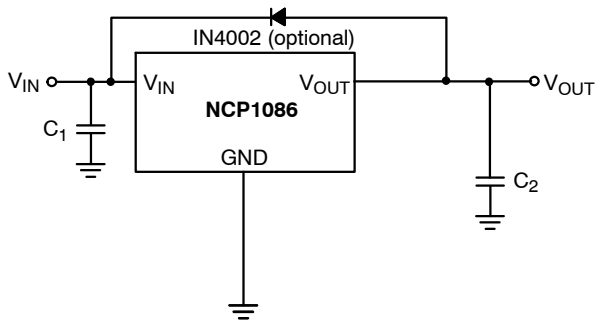 IN4002 (optional)
VIN
VIN
VOUT
VOUT
NCP1086
C1
GND
C2